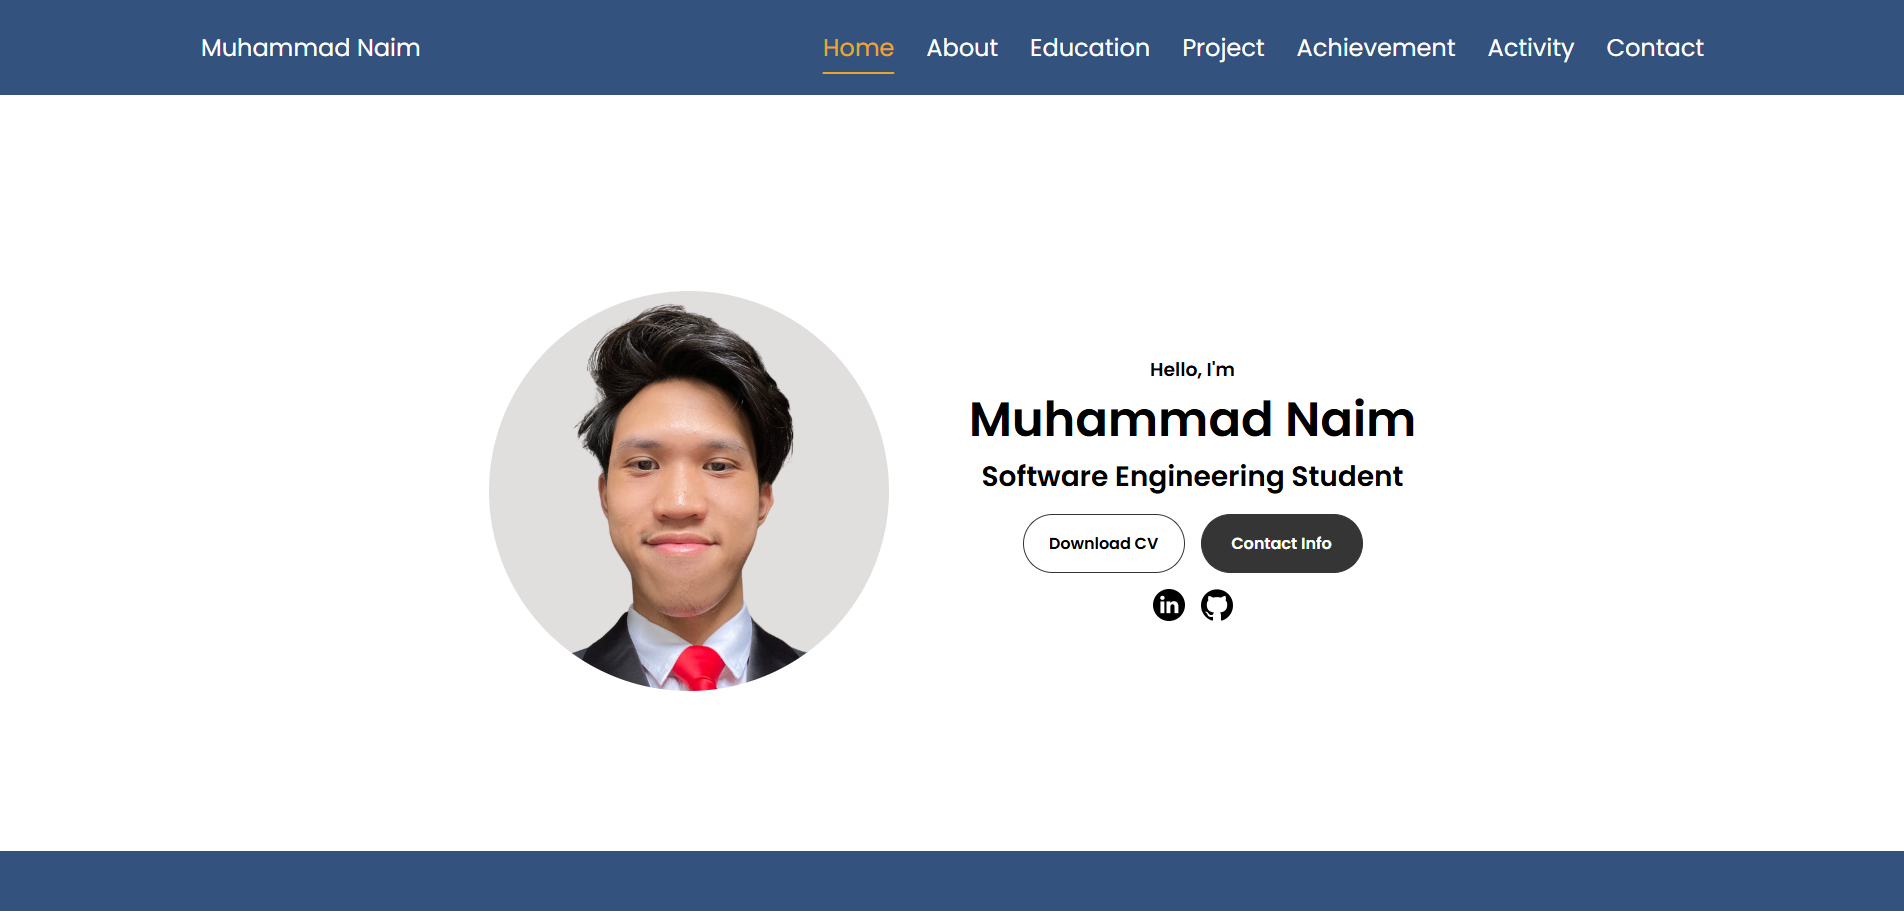 Muhammad Naim
Home About Education Project Achievement Activity Contact
Hello, I'm
Muhammad Naim
Software Engineering Student
Download CV Contact Info
in